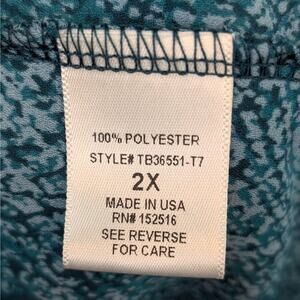 100% POLYESTER
STYLE# TB36551-T7
2X
MADE IN USA
RN# 152516
SEE REVERSE
FOR CARE